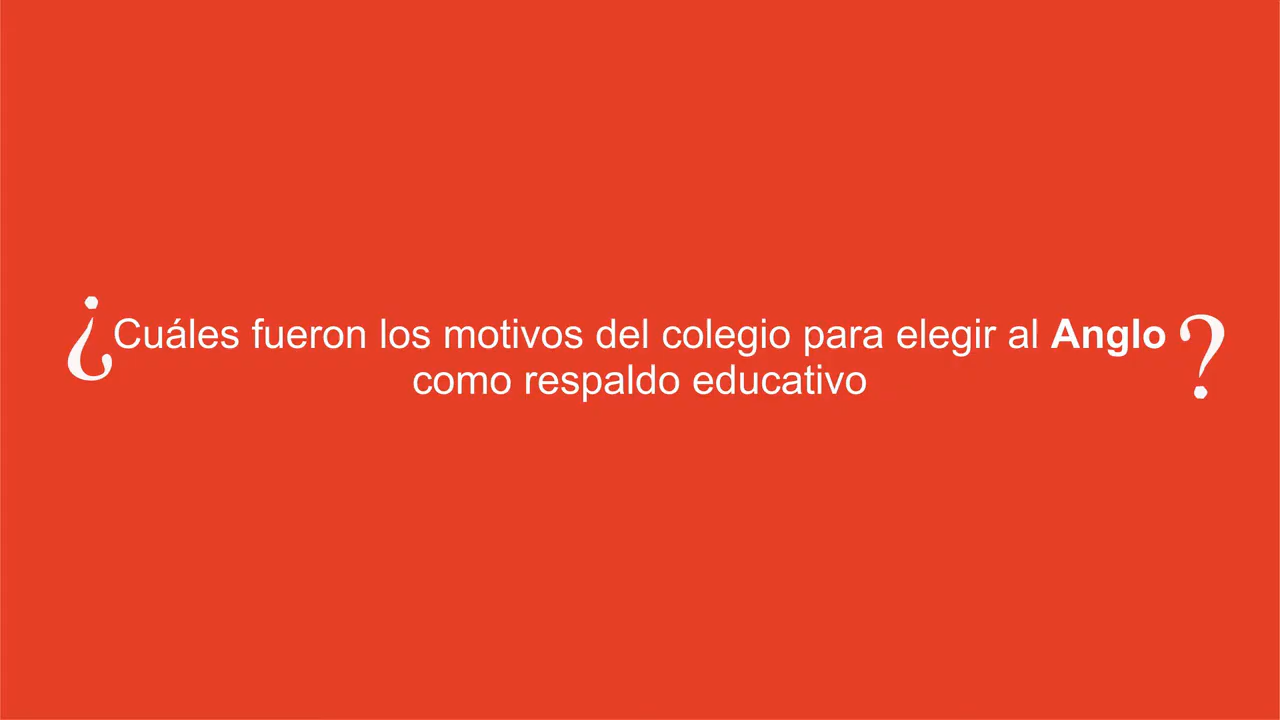 ¿Cuáles fueron los motivos del colegio para elegir al Anglo?
como respaldo educativo